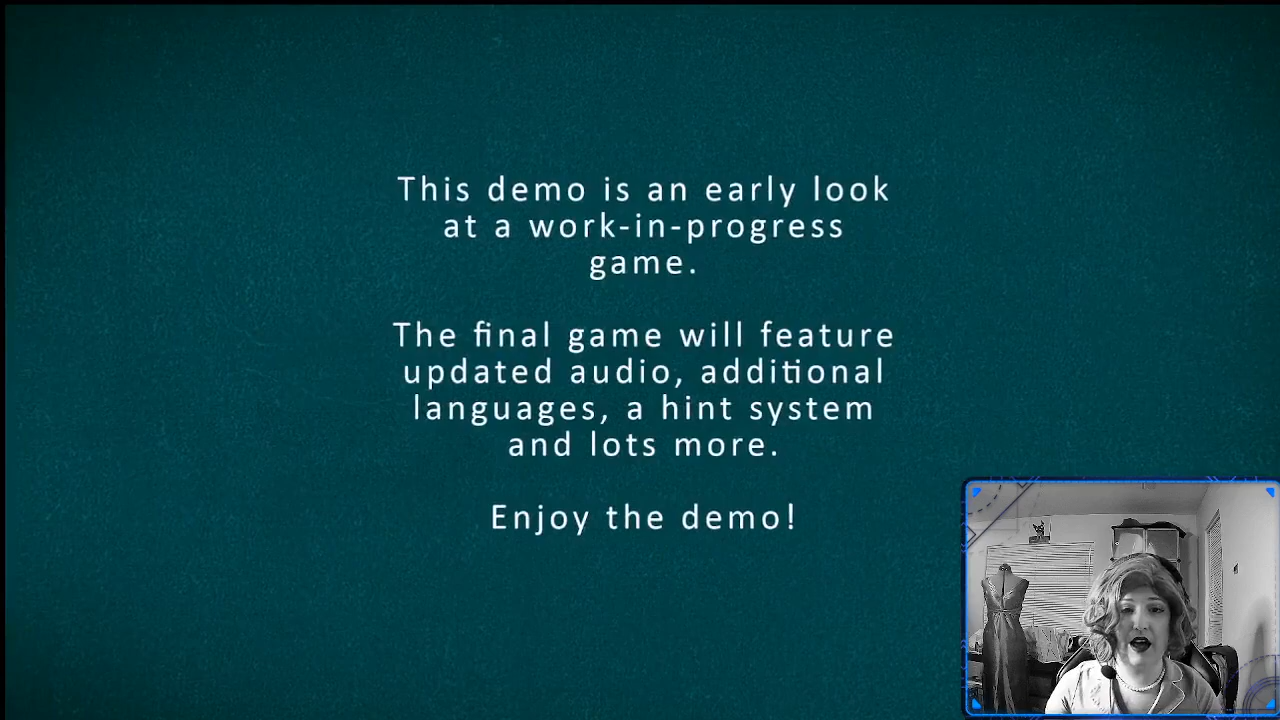 This demo is an early look
at a work-in-progress
game.
The final game will feature
updated audio, additional
languages, a hint system
and lots more.
Enjoy the demo!